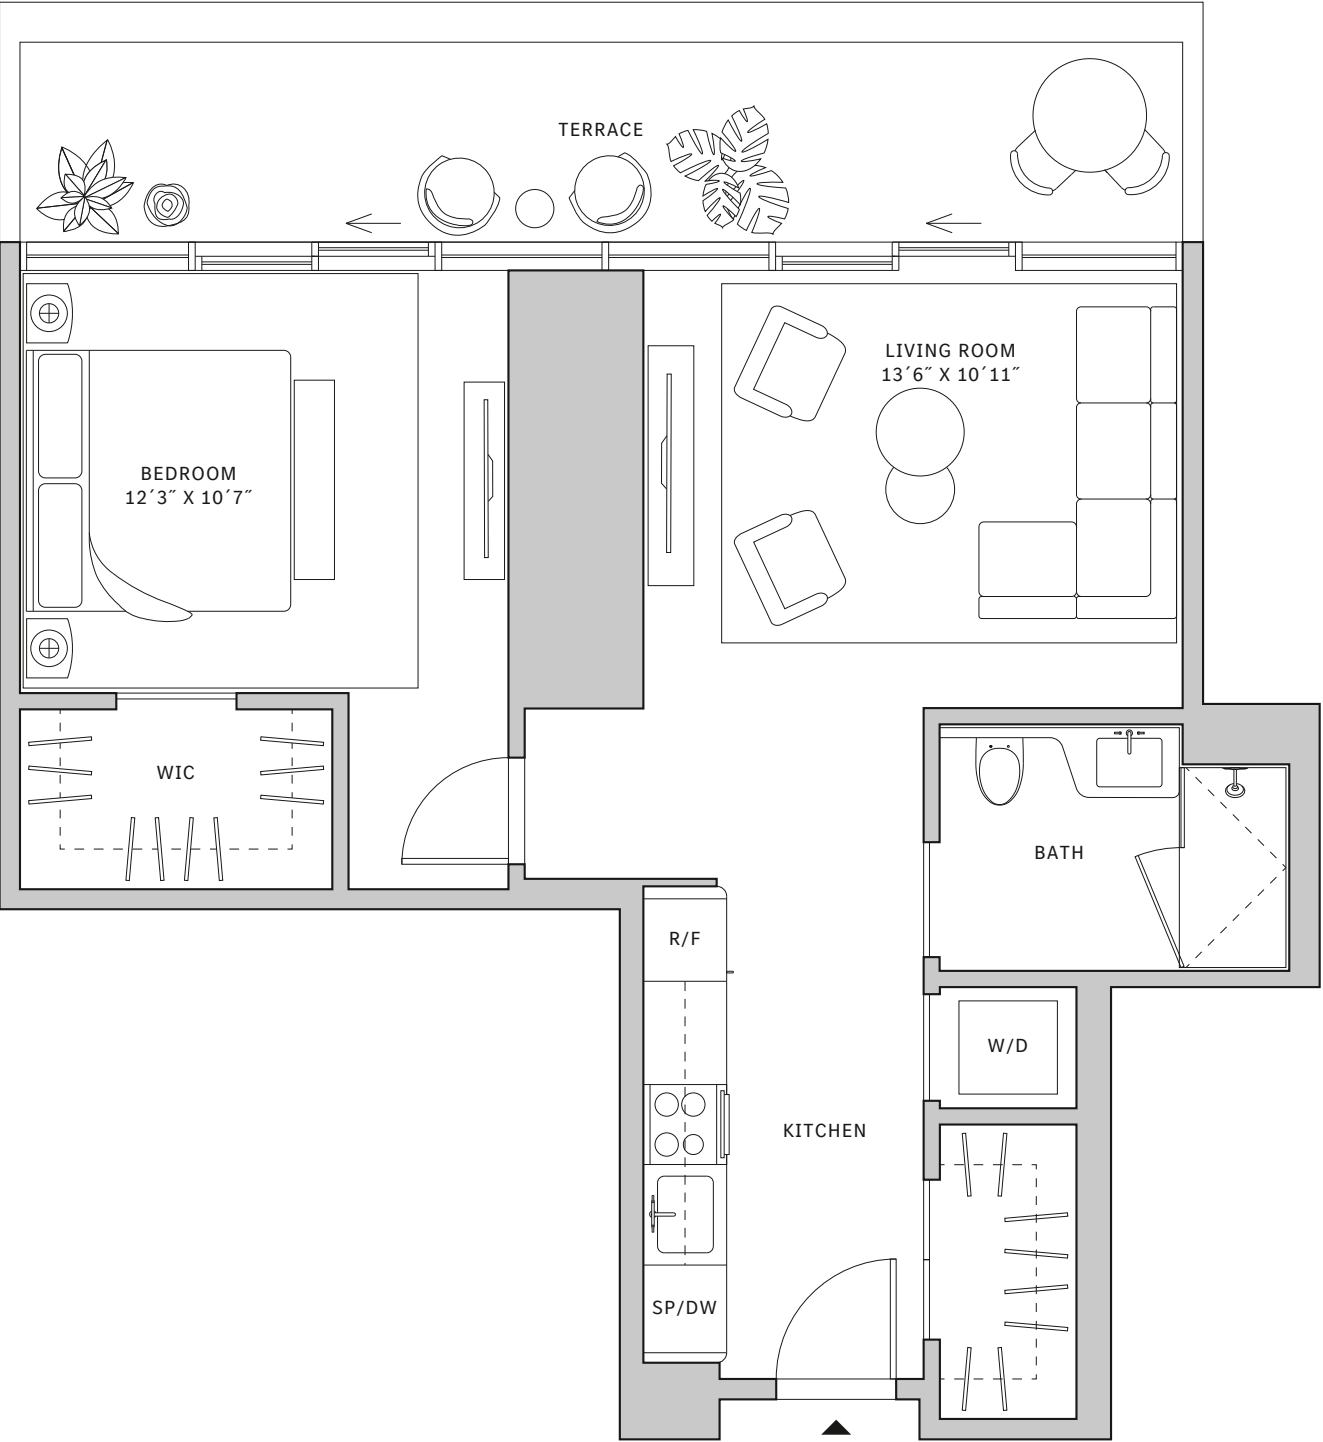 TERRACE
LIVING ROOM
13´6˝ X 10´11˝
BEDROOM
12´3˝ X 10´7˝
WIC
BATH
R/F
W/D
KITCHEN
SP/DW